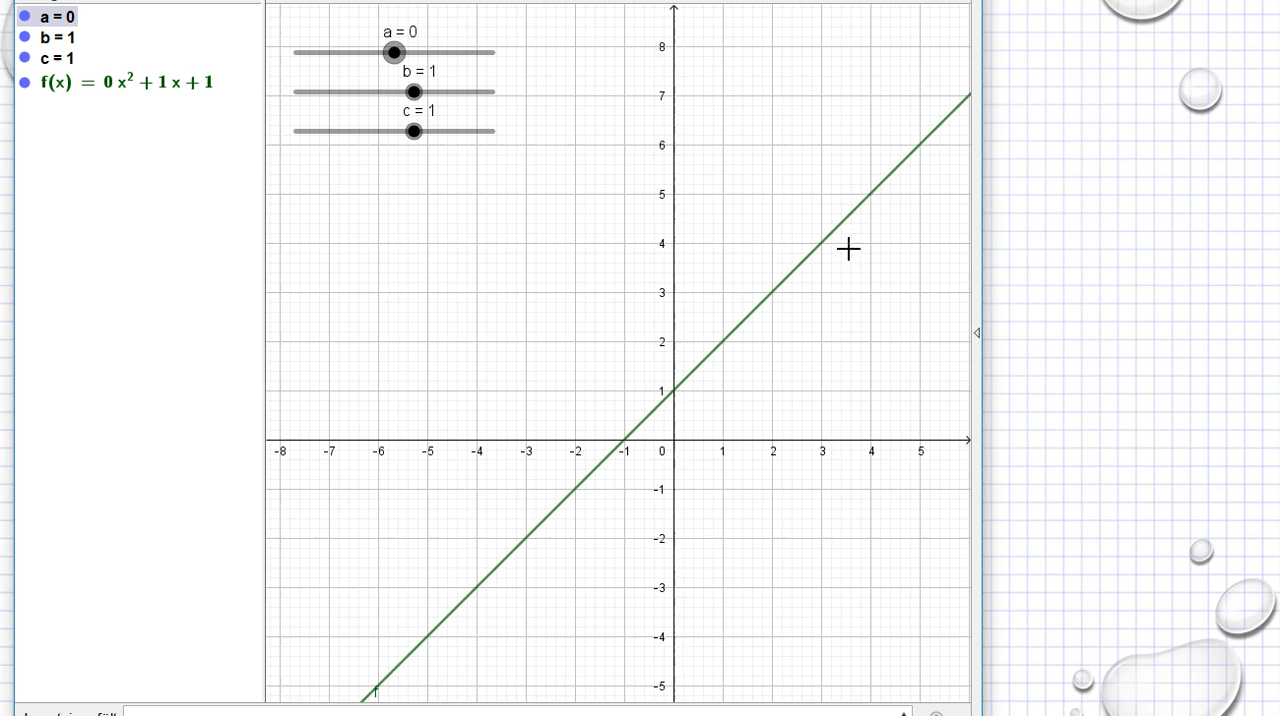 a = 0
b = 1
c = 1
f(x) = 0 x² + 1 x + 1
a = 0
b = 1
c = 1
8
7
6
5
4
3
2
1
-8 -7 -6 -5 -4 -3 -2 -1 0 1 2 3 4 5
-1
-2
-3
-4
-5
f